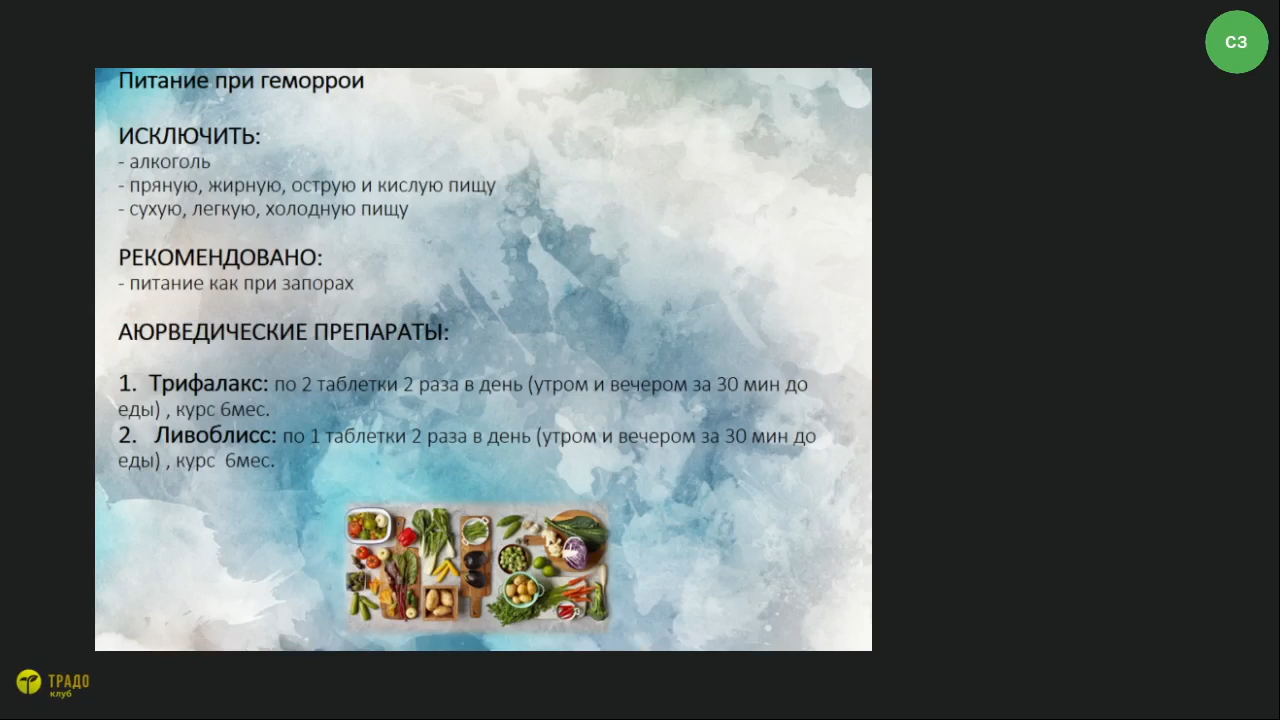 СЗ
Питание при геморрои
ИСКЛЮЧИТЬ:
- алкоголь
- пряную, жирную, острую и кислую пищу
- сухую, легкую, холодную пищу
РЕКОМЕНДОВАНО:
- питание как при запорах
АЮРВЕДИЧЕСКИЕ ПРЕПАРАТЫ:
1. Трифалакс: по 2 таблетки 2 раза в день (утром и вечером за 30 мин до
еды) , курс 6мес.
2. Ливоблисс: по 1 таблетки 2 раза в день (утром и вечером за 30 мин до
еды) , курс 6мес.
ТРАДО
клуб